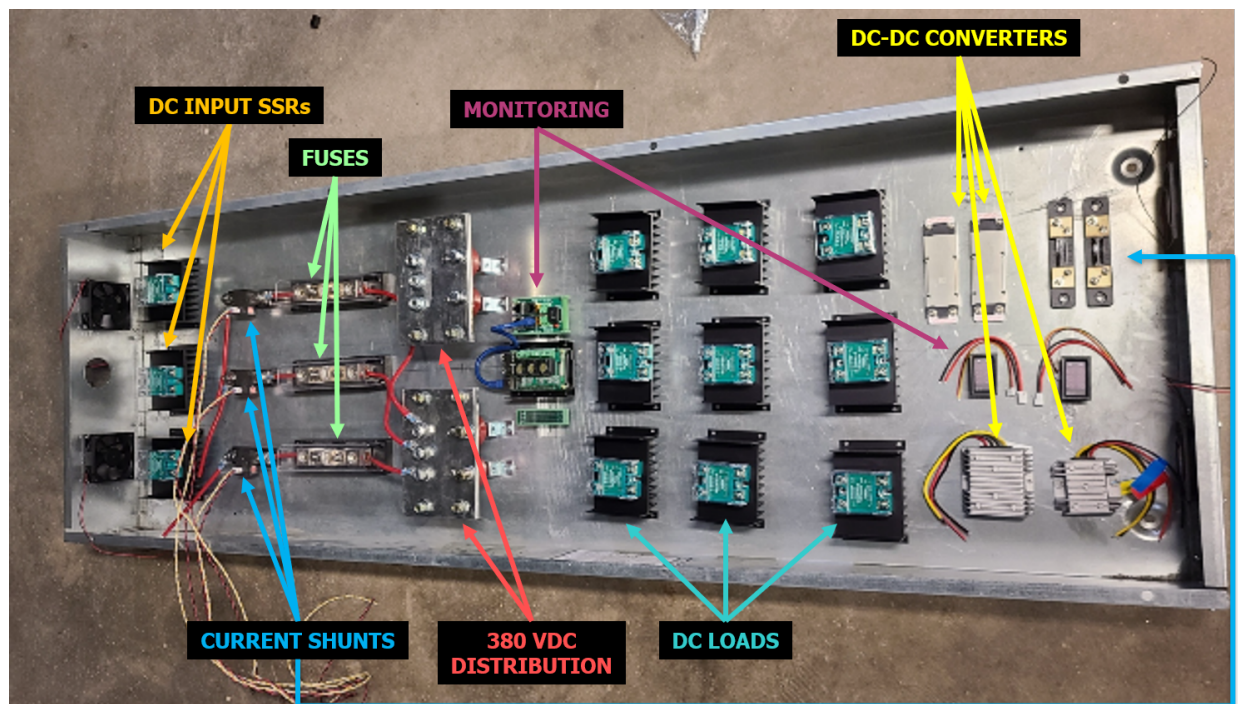 DC-DC CONVERTERS
DC INPUT SSRs
MONITORING
FUSES
CURRENT SHUNTS
380 VDC
DISTRIBUTION
DC LOADS